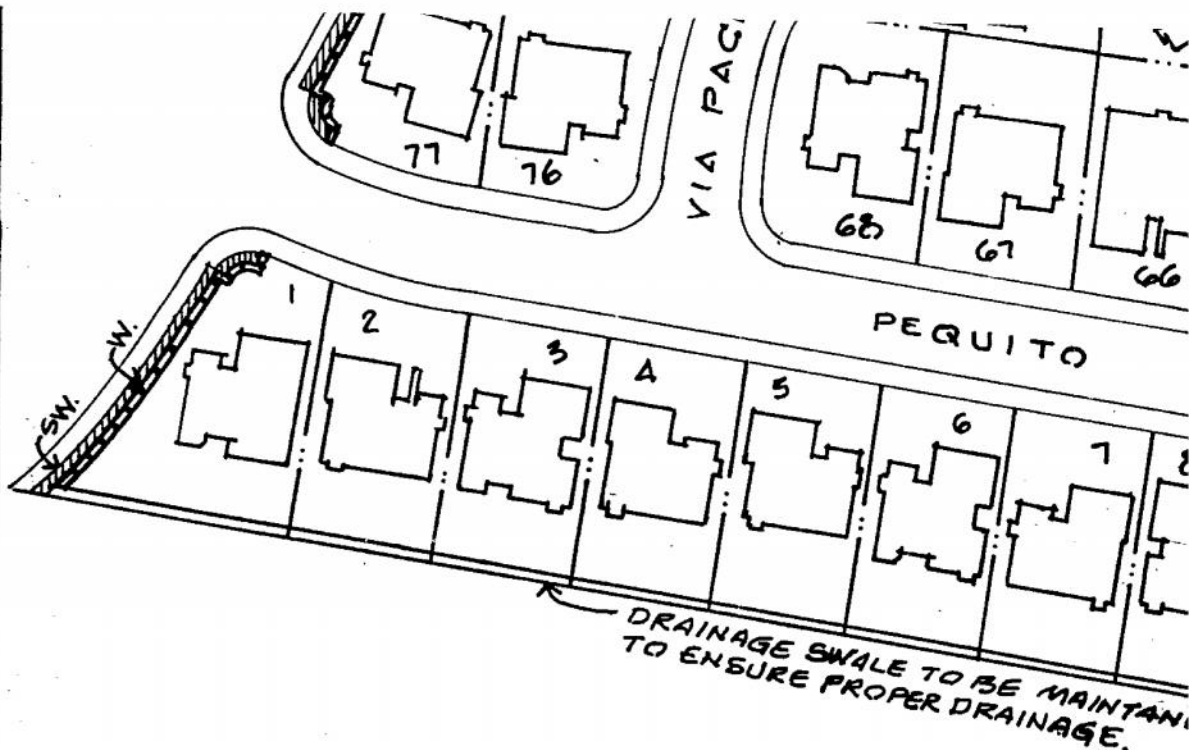 77
76
VIA PAC
68
67
66
PEQUITO
1
2
3
4
5
6
7
W.
SW.
DRAINAGE SWALE TO BE MAINTAN
TO ENSURE PROPER DRAINAGE.